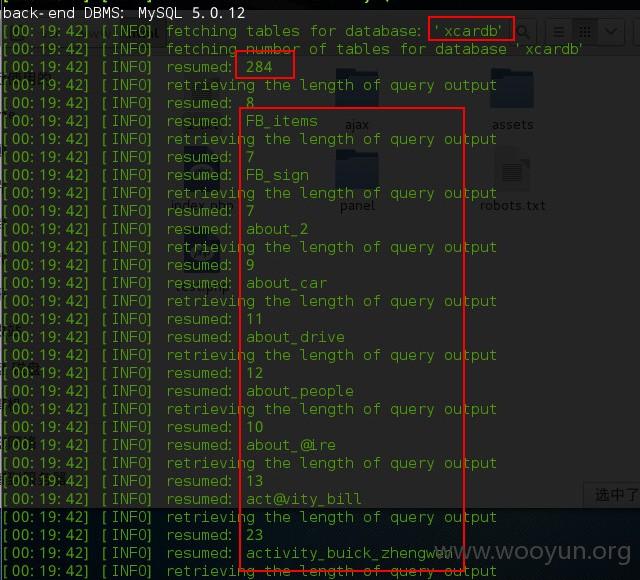 back-end DBMS: MySQL 5.0.12
[00:19:42] [INFO] fetching tables for database: 'xcardb'
[00:19:42] [INFO] fetching number of tables for database 'xcardb'
[00:19:42] [INFO] resumed: 284
[00:19:42] [INFO] retrieving the length of query output
[00:19:42] [INFO] resumed: 8
[00:19:42] [INFO] resumed: FB_items
[00:19:42] [INFO] retrieving the length of query output
[00:19:42] [INFO] resumed: 7
[00:19:42] [INFO] resumed: FB_sign
[00:19:42] [INFO] retrieving the length of query output
[00:19:42] [INFO] resumed: 7
[00:19:42] [INFO] resumed: about_2
[00:19:42] [INFO] retrieving the length of query output
[00:19:42] [INFO] resumed: 9
[00:19:42] [INFO] resumed: about_car
[00:19:42] [INFO] retrieving the length of query output
[00:19:42] [INFO] resumed: 11
[00:19:42] [INFO] resumed: about_drive
[00:19:42] [INFO] retrieving the length of query output
[00:19:42] [INFO] resumed: 12
[00:19:42] [INFO] resumed: about_people
[00:19:42] [INFO] retrieving the length of query output
[00:19:42] [INFO] resumed: 10
[00:19:42] [INFO] resumed: about_@ire
[00:19:42] [INFO] retrieving the length of query output
[00:19:42] [INFO] resumed: 13
[00:19:42] [INFO] resumed: act@vity_bill
[00:19:42] [INFO] retrieving the length of query output
[00:19:42] [INFO] resumed: 23
[00:19:42] [INFO] resumed: activity_buick_zhengwen
ajax
assets
index.php
panel
robots.txt
选中了
www.wooyun.org